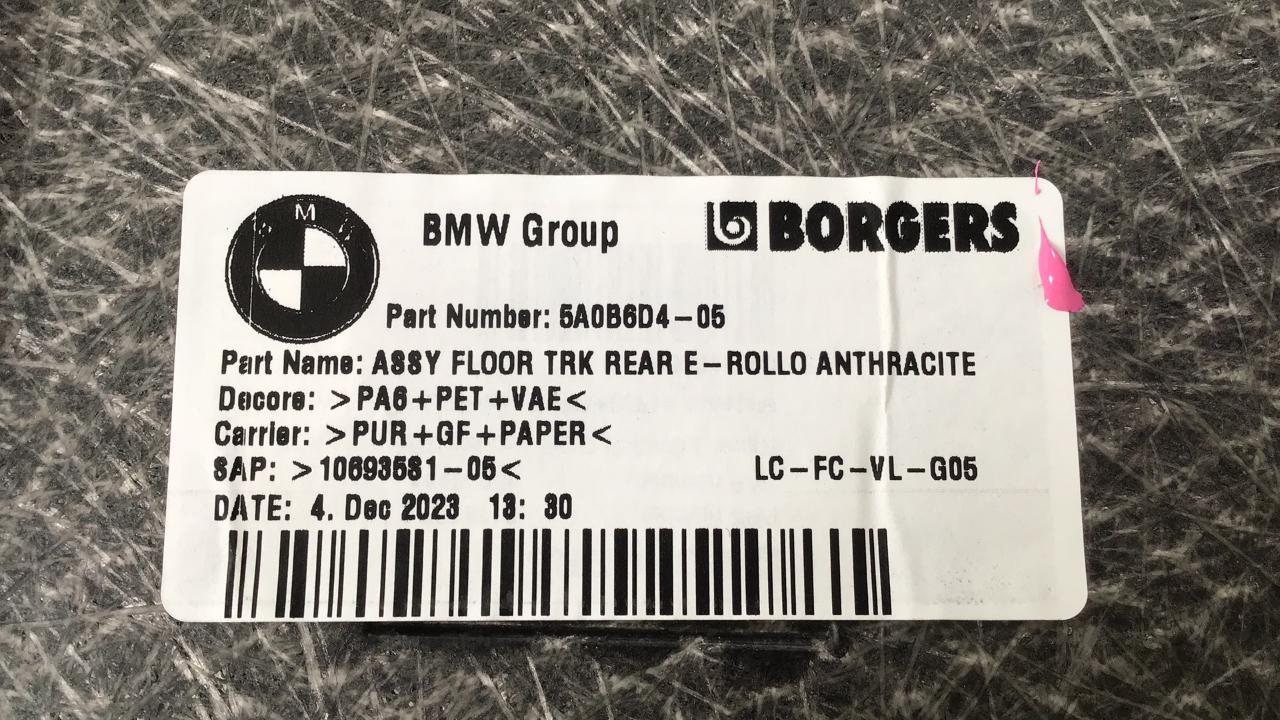 BMW
BMW Group
BORGERS
Part Number: 5A0B6D4-05
Part Name: ASSY FLOOR TRK REAR E-ROLLO ANTHRACITE
Decore: >PA6+PET+VAE<
Carrier: >PUR+GF+PAPER<
SAP: >10693581-05< LC-FC-VL-G05
DATE: 4. Dec 2023 13: 30